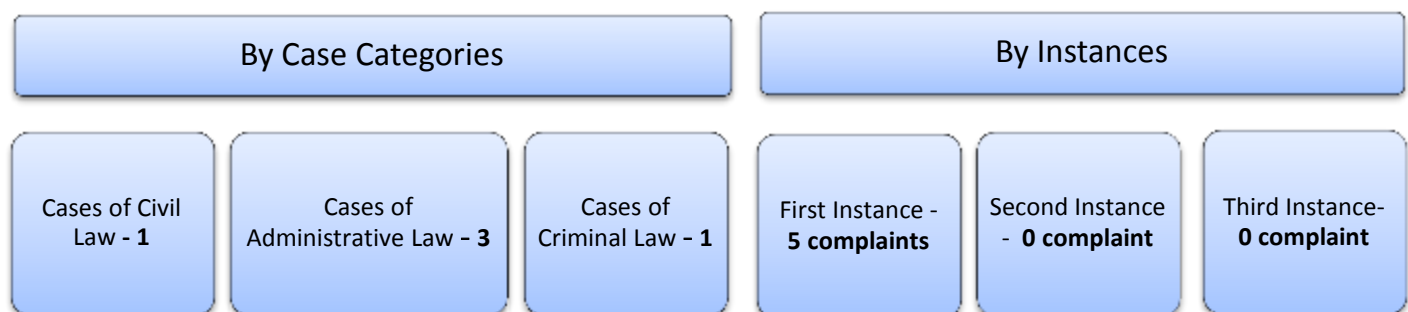 By Case Categories
By Instances
Cases of Civil
Law - 1
Cases of
Administrative Law – 3
Cases of
Criminal Law – 1
First Instance -
5 complaints
Second Instance
- 0 complaint
Third Instance-
0 complaint